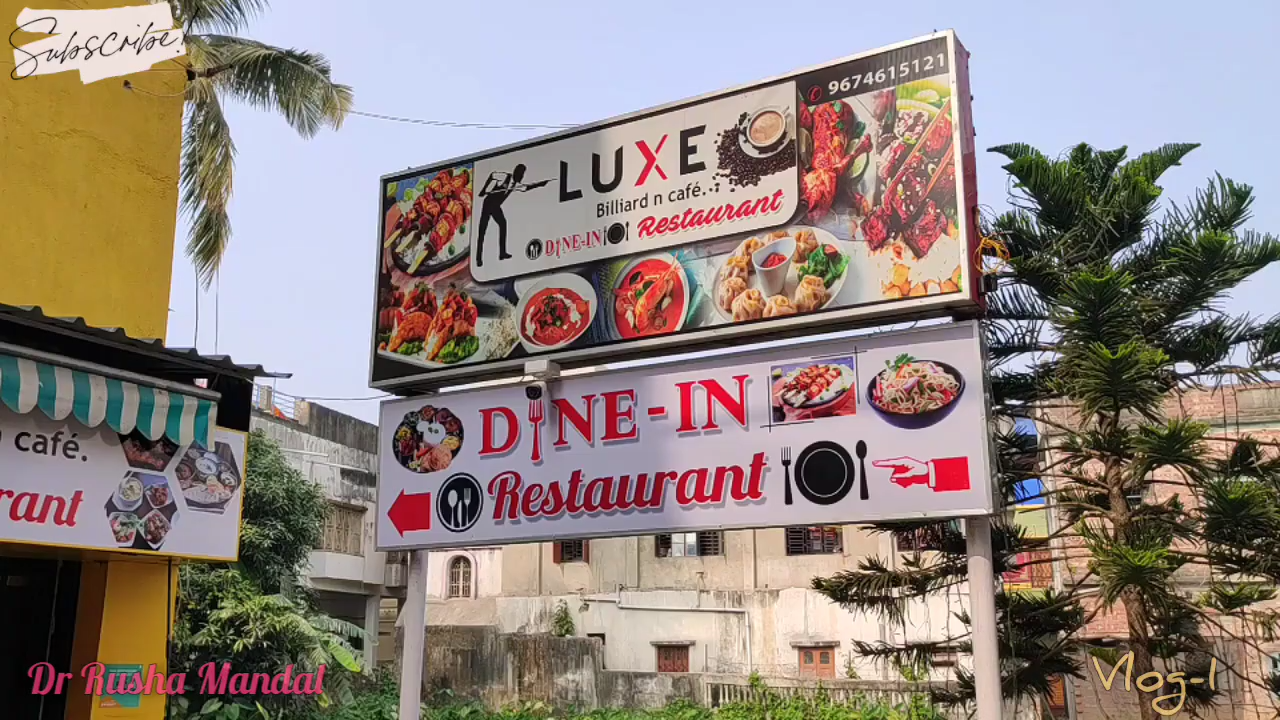 Subscribe!
9674615121
LUXE
Billiard n café.
DINE-IN Restaurant
DINE-IN
Restaurant
café.
rant
Dr Rusha Mandal
Vlog-1